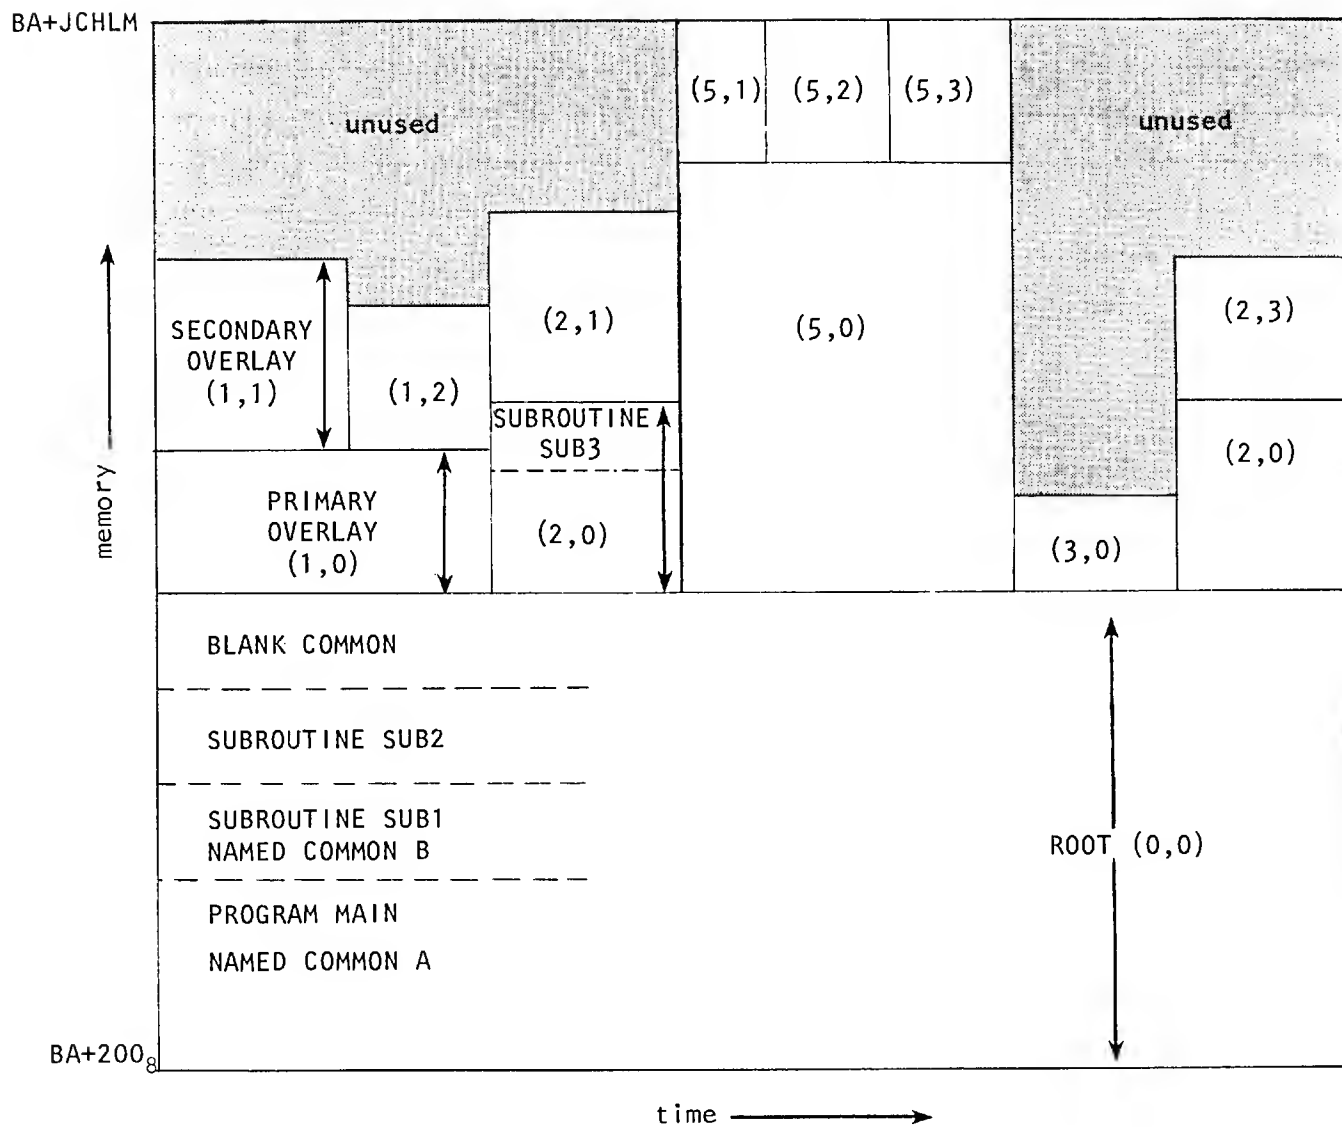 BA+JCHLM
unused
(5,1)
(5,2)
(5,3)
unused
SECONDARY
OVERLAY
(1,1)
(1,2)
(2,1)
(5,0)
(2,3)
SUBROUTINE
SUB3
(2,0)
memory
PRIMARY
OVERLAY
(1,0)
(2,0)
(3,0)
BLANK COMMON
SUBROUTINE SUB2
SUBROUTINE SUB1
NAMED COMMON B
ROOT (0,0)
PROGRAM MAIN
NAMED COMMON A
BA+200₈
time